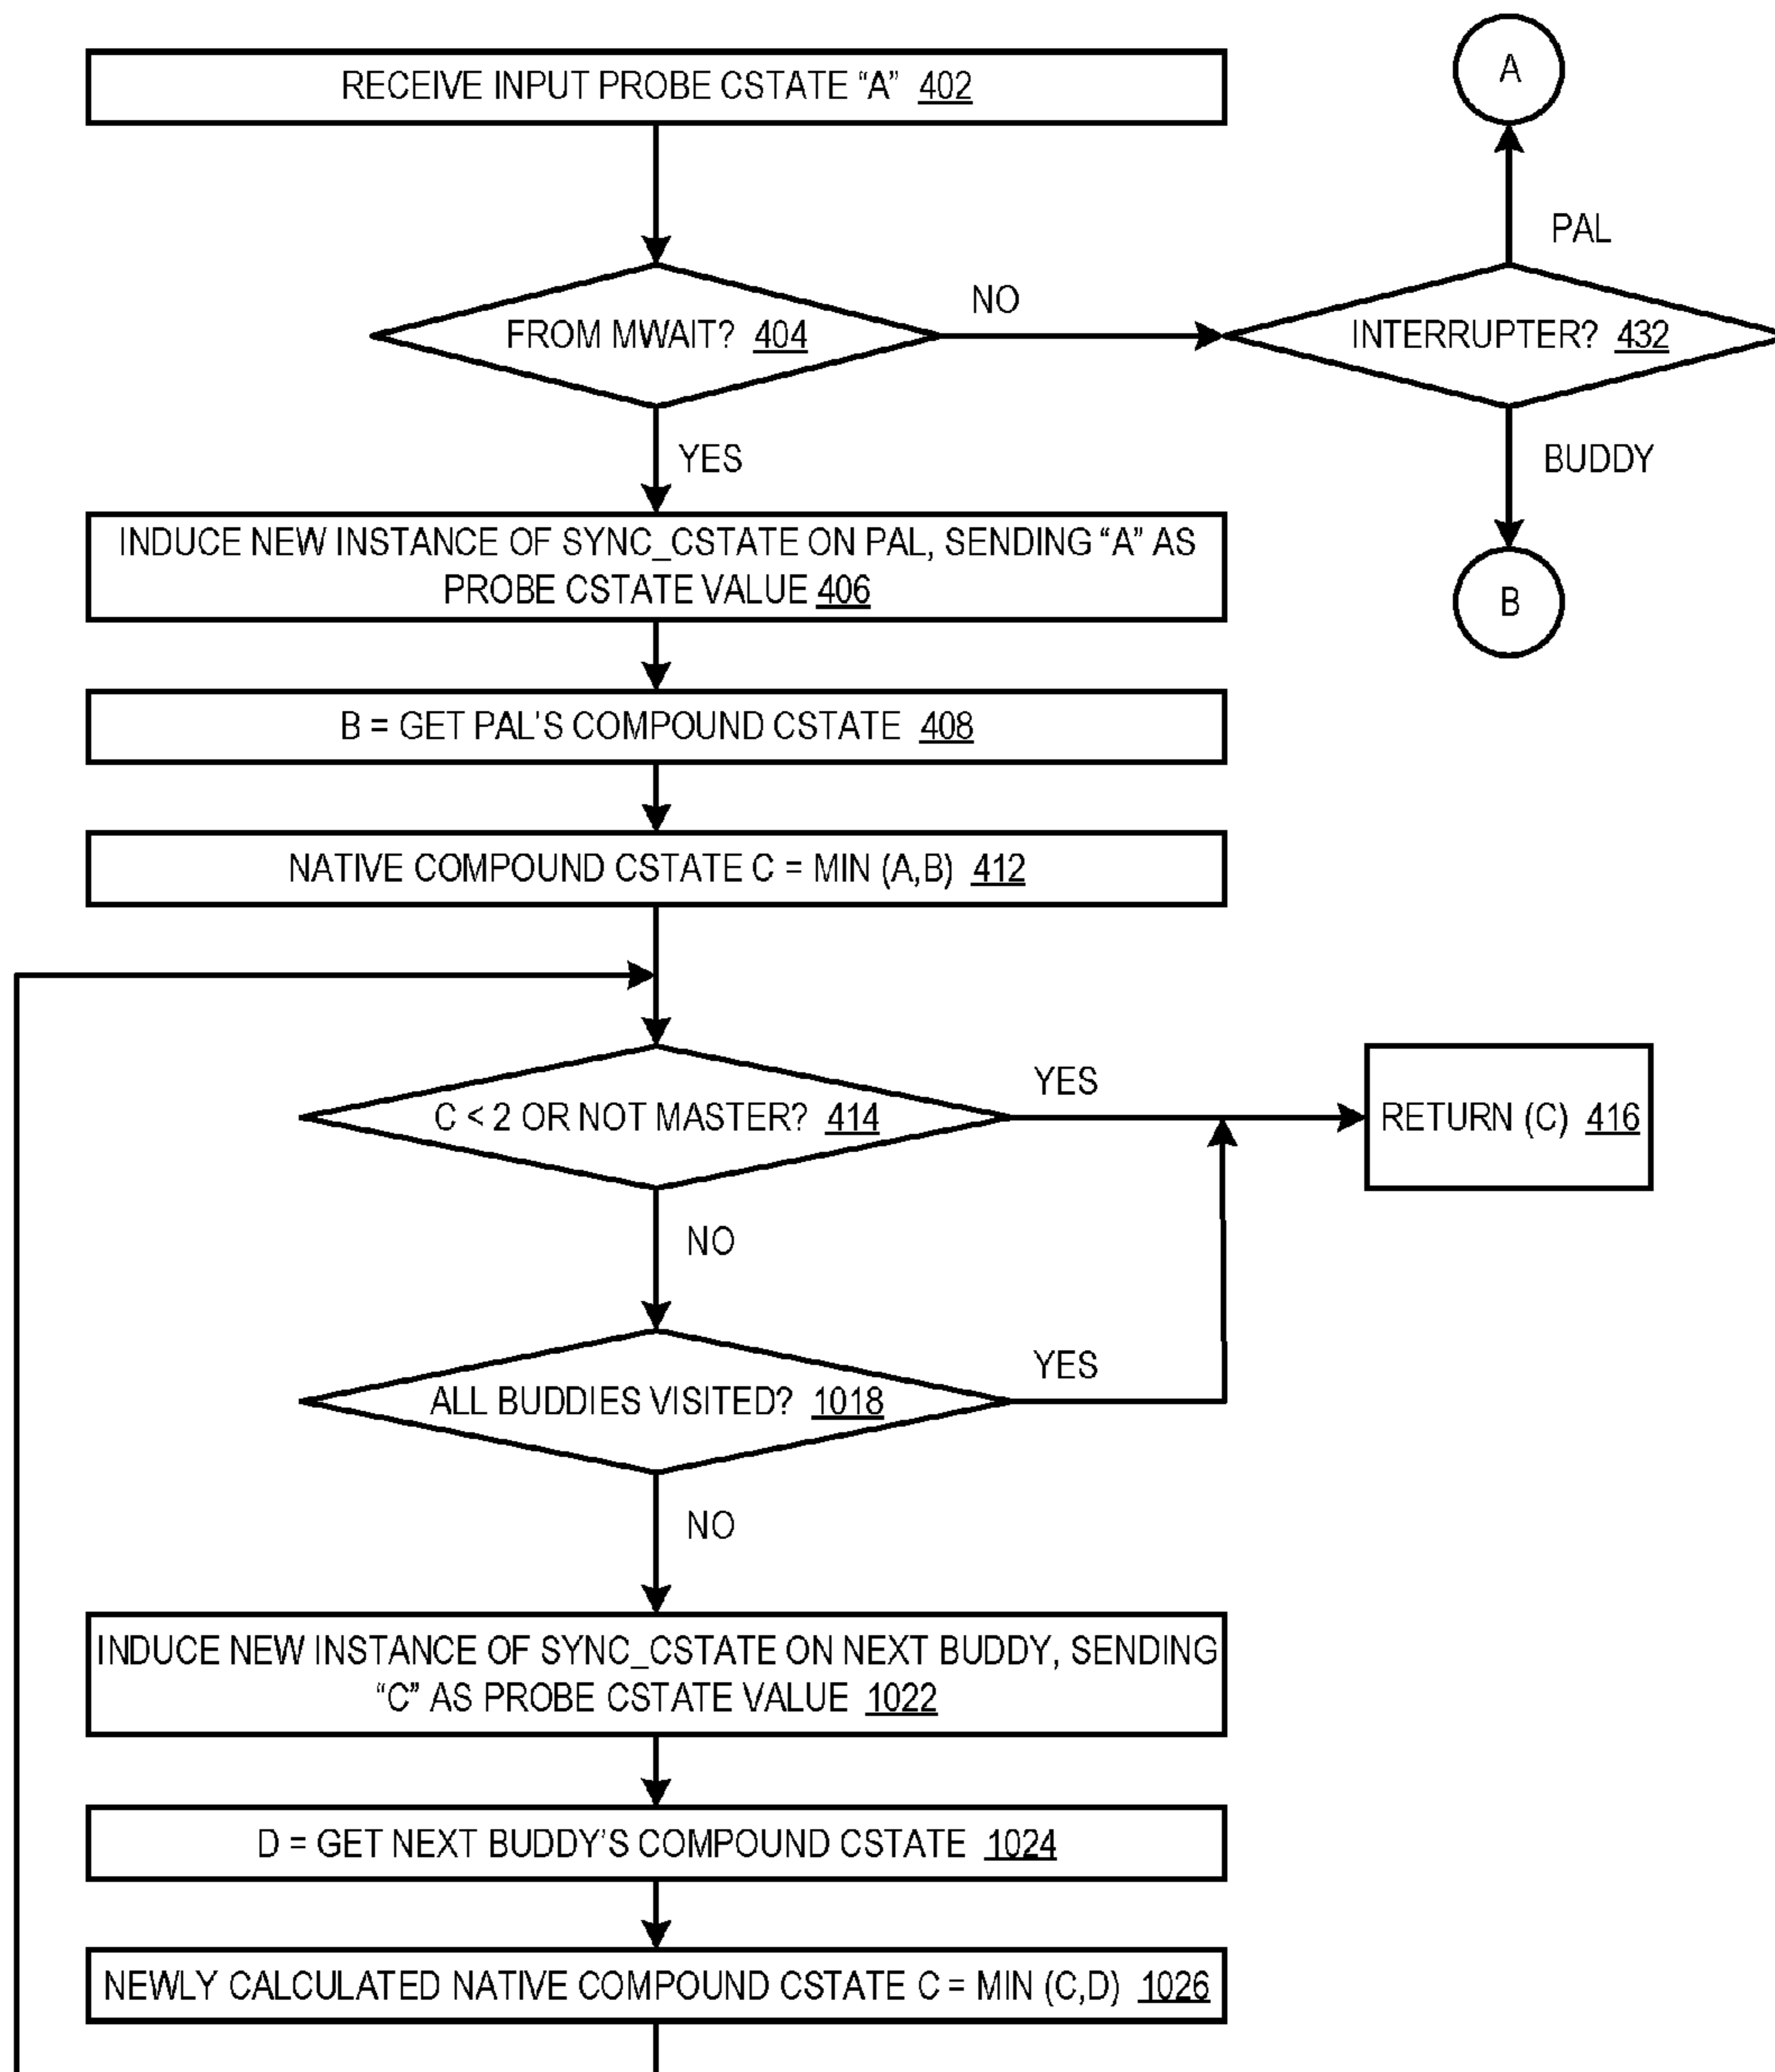 RECEIVE INPUT PROBE CSTATE “A” 402
A
PAL
FROM MWAIT? 404
NO
INTERRUPTER? 432
YES
BUDDY
INDUCE NEW INSTANCE OF SYNC_CSTATE ON PAL, SENDING “A” AS
PROBE CSTATE VALUE 406
B
B = GET PAL’S COMPOUND CSTATE 408
NATIVE COMPOUND CSTATE C = MIN (A,B) 412
C < 2 OR NOT MASTER? 414
YES
RETURN (C) 416
NO
ALL BUDDIES VISITED? 1018
YES
NO
INDUCE NEW INSTANCE OF SYNC_CSTATE ON NEXT BUDDY, SENDING
“C” AS PROBE CSTATE VALUE 1022
D = GET NEXT BUDDY’S COMPOUND CSTATE 1024
NEWLY CALCULATED NATIVE COMPOUND CSTATE C = MIN (C,D) 1026